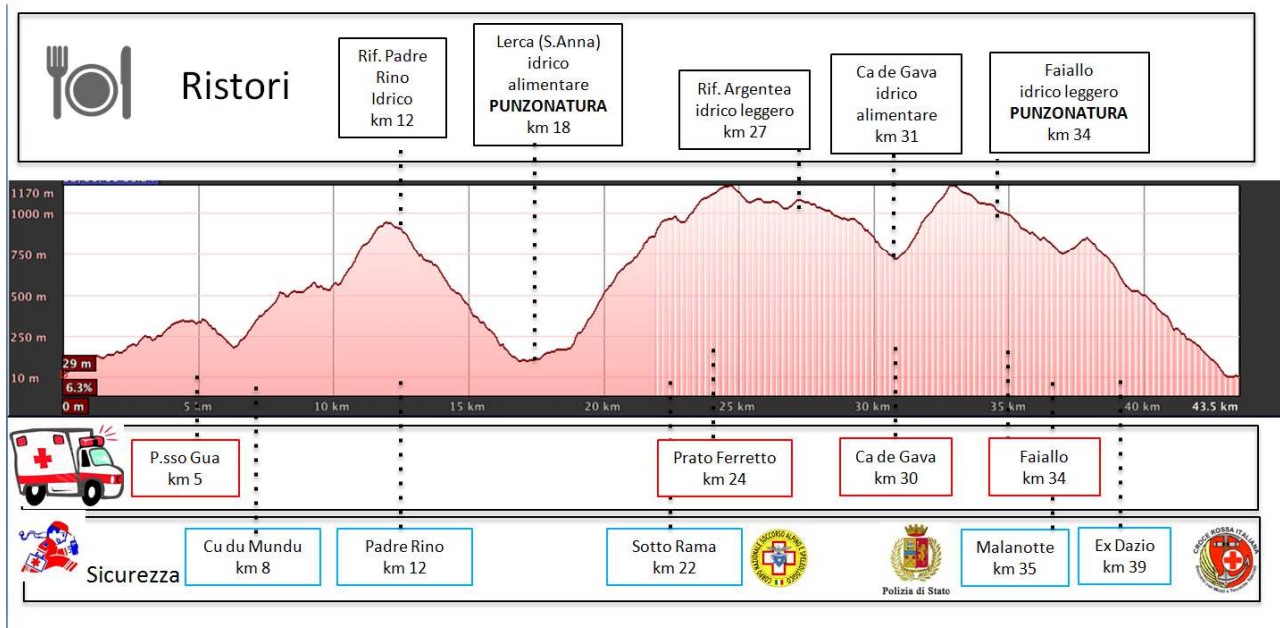 Ristori
Rif. Padre
Rino
Idrico
km 12
Lerca (S.Anna)
idrico
alimentare
PUNZONATURA
km 18
Rif. Argentea
idrico leggero
km 27
Ca de Gava
idrico
alimentare
km 31
Faiallo
idrico leggero
PUNZONATURA
km 34
1170 m
1000 m
750 m
500 m
250 m
10 m
29 m
6.3%
0 m
5 km
10 km
15 km
20 km
25 km
30 km
35 km
40 km
43.5 km
P.sso Gua
km 5
Prato Ferretto
km 24
Ca de Gava
km 30
Faiallo
km 34
Sicurezza
Cu du Mundu
km 8
Padre Rino
km 12
Sotto Rama
km 22
CORPO NAZIONALE SOCCORSO ALPINO E SPELEOLOGICO
Polizia di Stato
Malanotte
km 35
Ex Dazio
km 39
CROCE ROSSA ITALIANA